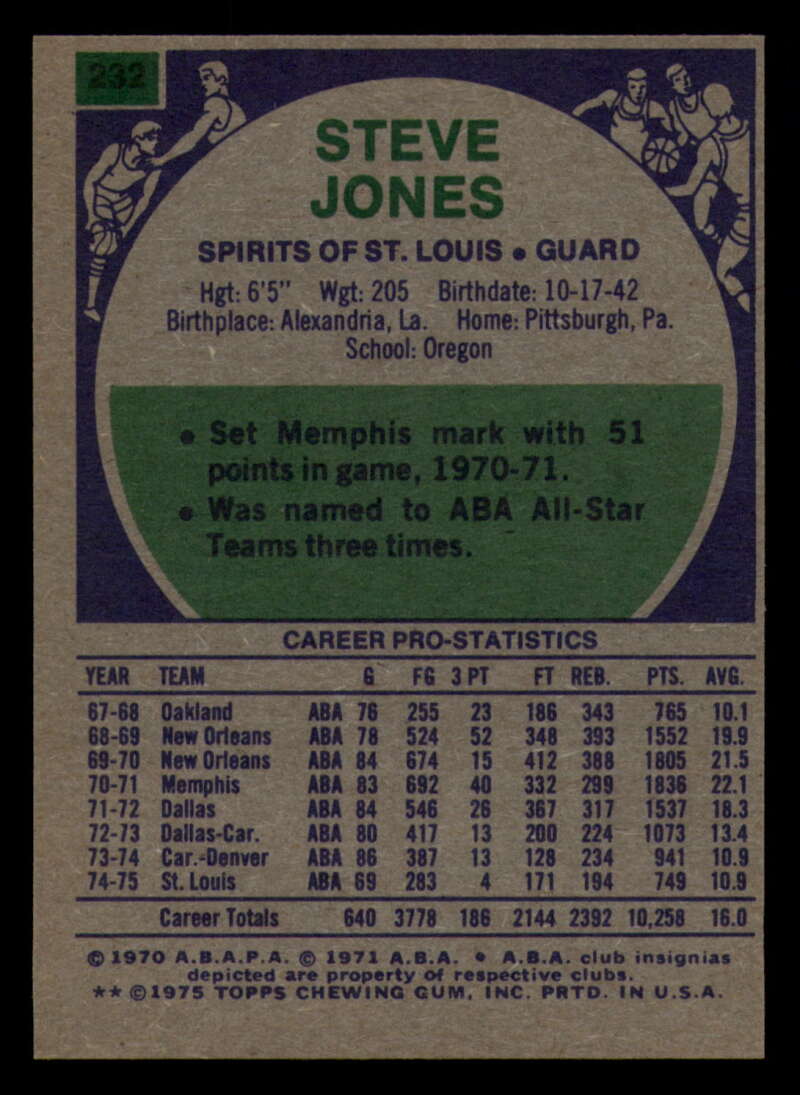 232
STEVE
JONES
SPIRITS OF ST. LOUIS • GUARD
Hgt: 6'5" Wgt: 205 Birthdate: 10-17-42
Birthplace: Alexandria, La. Home: Pittsburgh, Pa.
School: Oregon
• Set Memphis mark with 51
points in game, 1970-71.
• Was named to ABA All-Star
Teams three times.
CAREER PRO-STATISTICS
YEAR TEAM G FG 3 PT FT REB. PTS. AVG.
67-68 Oakland ABA 76 255 23 186 343 765 10.1
68-69 New Orleans ABA 78 524 52 348 393 1552 19.9
69-70 New Orleans ABA 84 674 15 412 388 1805 21.5
70-71 Memphis ABA 83 692 40 332 299 1836 22.1
71-72 Dallas ABA 84 546 26 367 317 1537 18.3
72-73 Dallas-Car. ABA 80 417 13 200 224 1073 13.4
73-74 Car.-Denver ABA 86 387 13 128 234 941 10.9
74-75 St. Louis ABA 69 283 4 171 194 749 10.9
Career Totals 640 3778 186 2144 2392 10,258 16.0
© 1970 A.B.A.P.A. © 1971 A.B.A. • A.B.A. club insignias
depicted are property of respective clubs.
** ©1975 TOPPS CHEWING GUM, INC. PRTD. IN U.S.A.